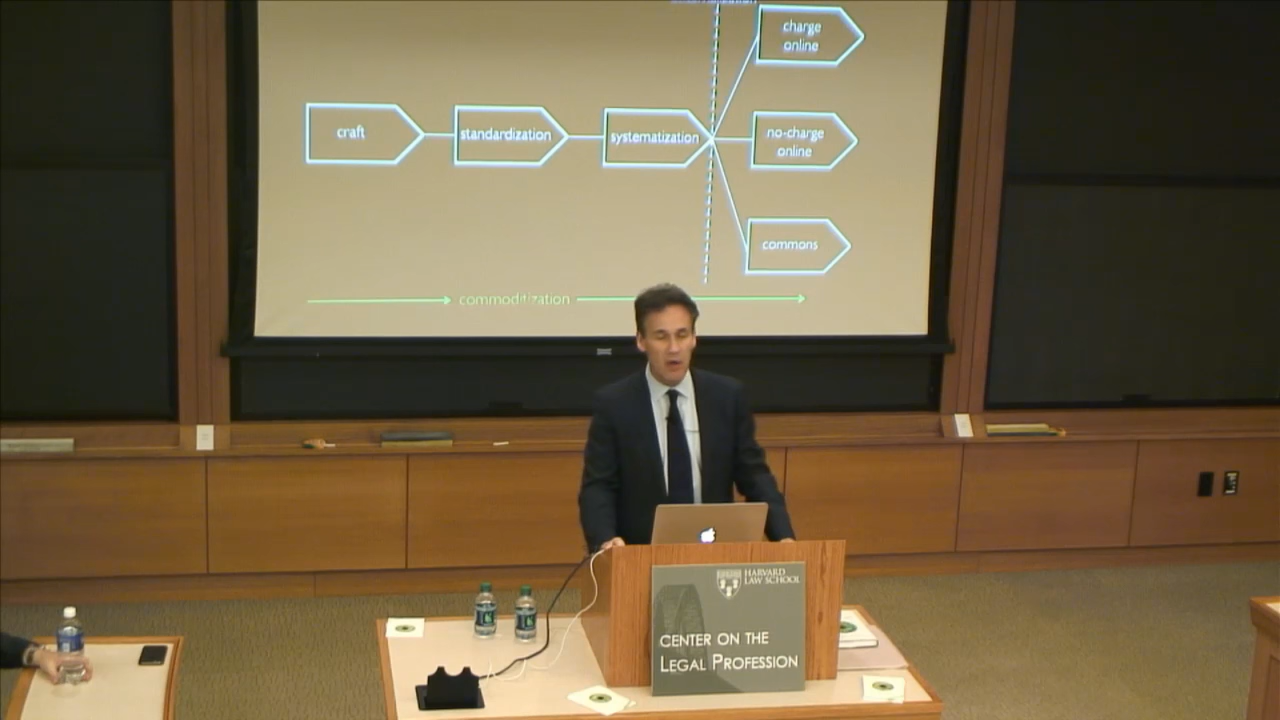 charge
online
craft
standardization
systematization
no-charge
online
commons
commoditization
HARVARD
LAW SCHOOL
CENTER ON THE
LEGAL PROFESSION